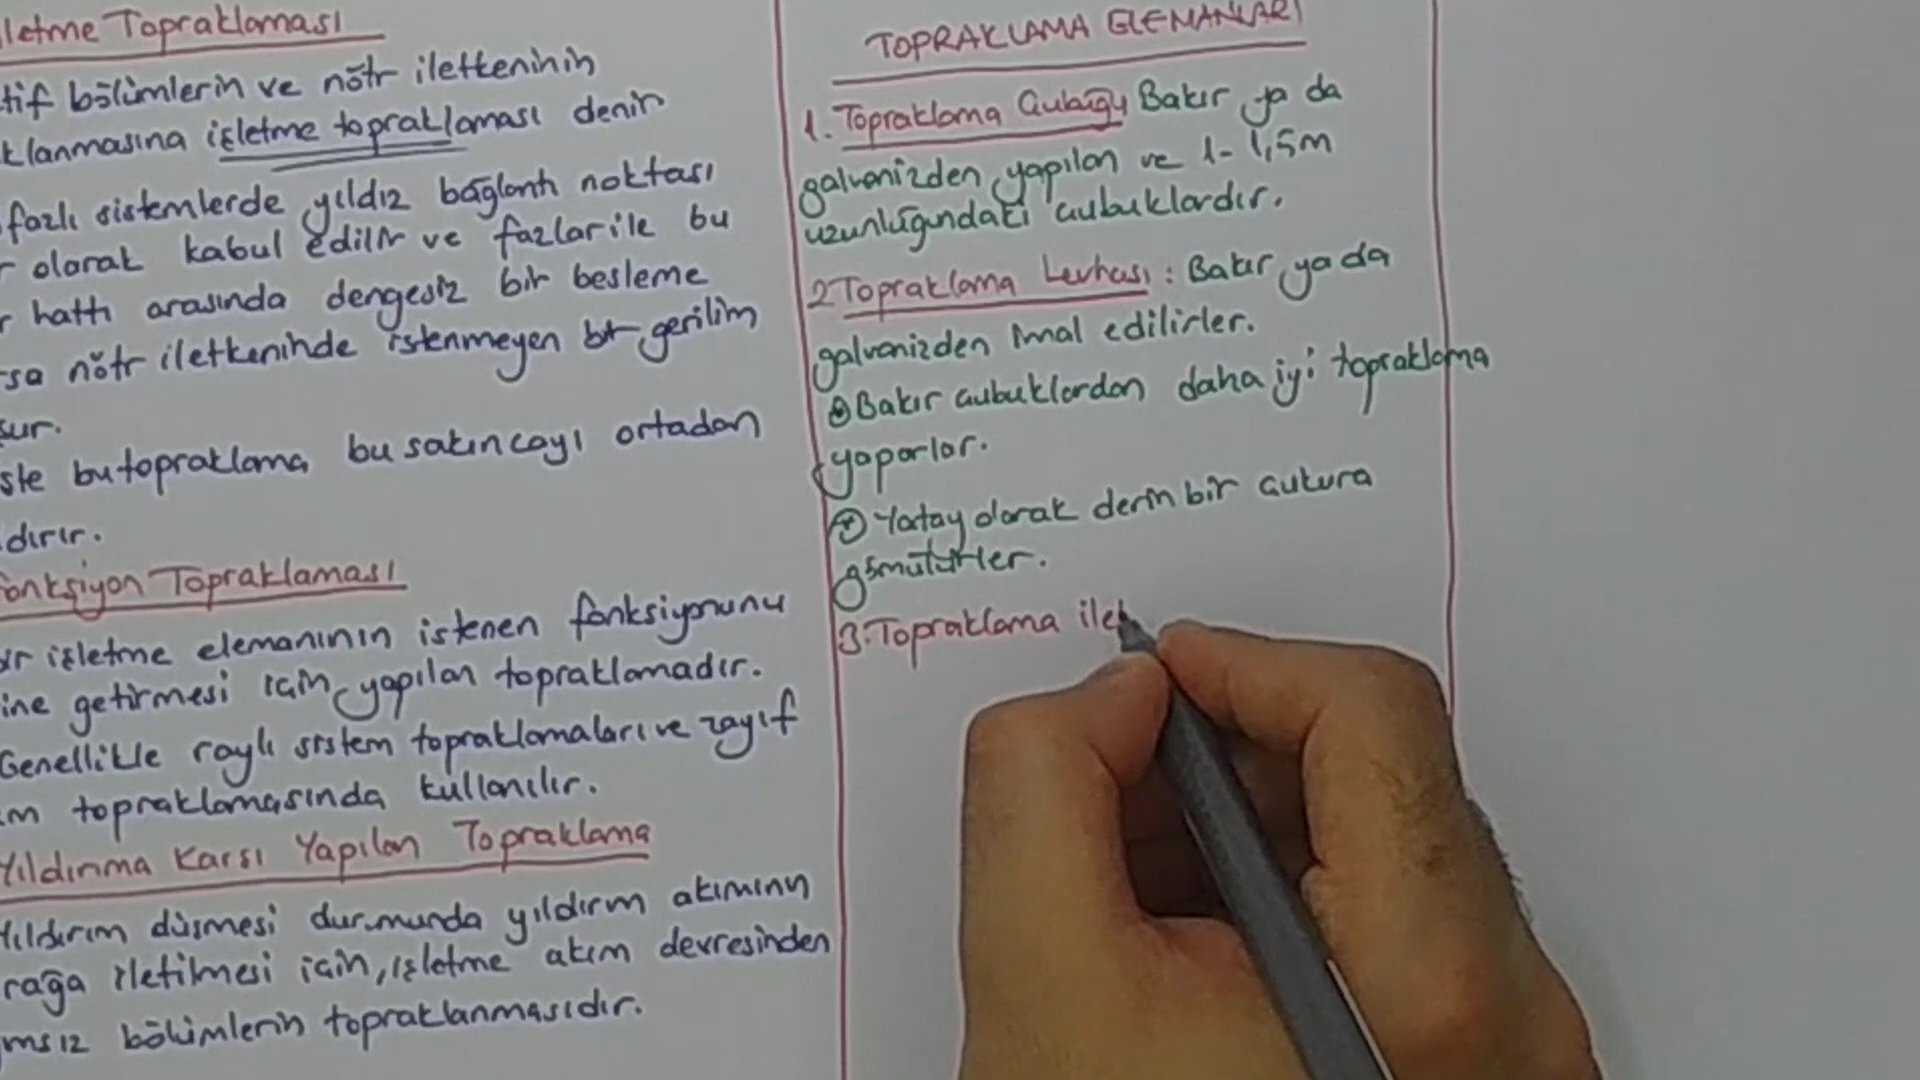 letme Topraklaması
tif bölümlerin ve nötr iletkeninin
klanmasına işletme topraklaması denir
fazlı sistemlerde yıldız bağlantı noktası
r olarak kabul edilir ve fazlar ile bu
r hattı arasında dengesiz bir besleme
sa nötr iletkeninde istenmeyen bir gerilim
sur.
ste bu topraklama bu sakıncayı ortadan
dırır.
onksiyon Topraklaması
ır işletme elemanının istenen fonksiyonunu
ine getirmesi için yapılan topraklamadır.
Genellikle raylı sistem topraklamaları ve zayıf
ım topraklamasında kullanılır.
Yıldırıma Karşı Yapılan Topraklama
Yıldırım düşmesi durumunda yıldırım akımının
rağa iletilmesi için, işletme akım devresinden
msız bölümlerin topraklanmasıdır.
TOPRAKLAMA ELEMANLARI
1. Topraklama Çubuğu Bakır ya da
galvanizden yapılan ve 1-1,5m
uzunluğundaki çubuklardır.
2 Topraklama Levhası: Bakır ya da
galvanizden imal edilirler.
Bakır çubuklardan daha iyi topraklama
yaparlar.
Yatay olarak derin bir çukura
gömülürler.
3. Topraklama ilet